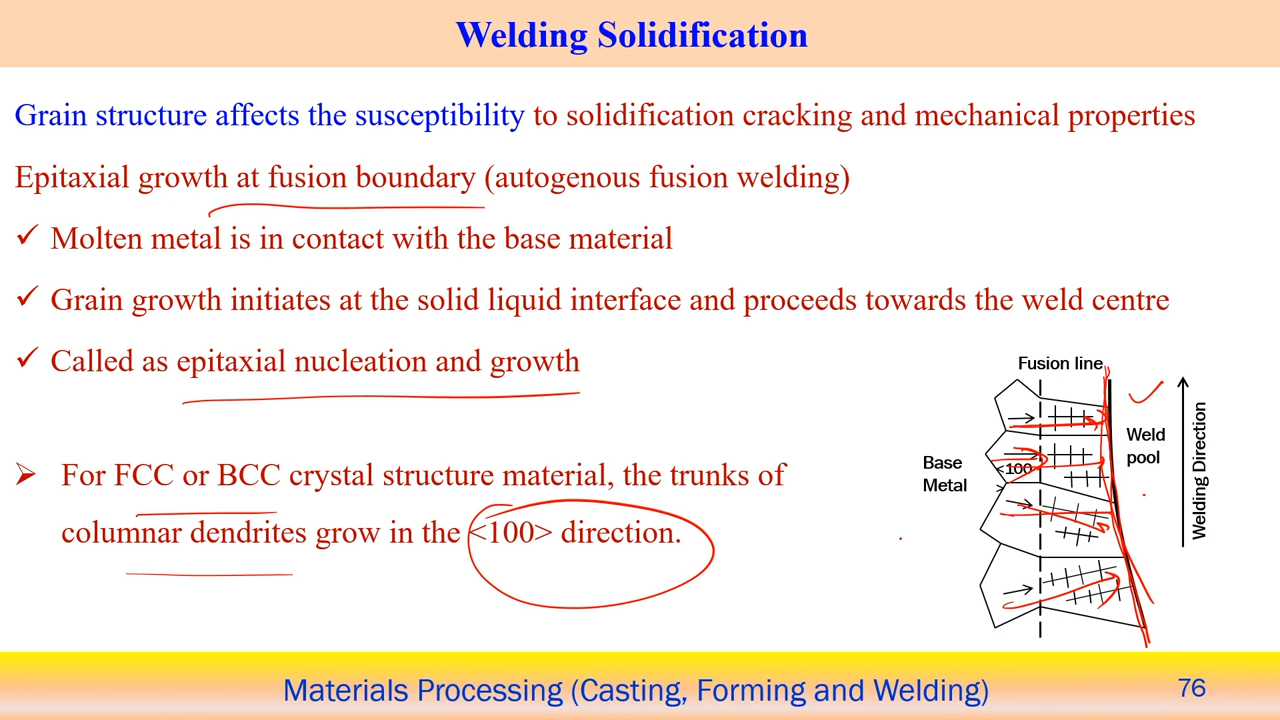 Welding Solidification
Grain structure affects the susceptibility to solidification cracking and mechanical properties
Epitaxial growth at fusion boundary (autogenous fusion welding)
✓ Molten metal is in contact with the base material
✓ Grain growth initiates at the solid liquid interface and proceeds towards the weld centre
✓ Called as epitaxial nucleation and growth
➢ For FCC or BCC crystal structure material, the trunks of
columnar dendrites grow in the <100> direction.
Fusion line
Weld
pool
Welding Direction
Base
Metal
<100
>
Materials Processing (Casting, Forming and Welding)
76